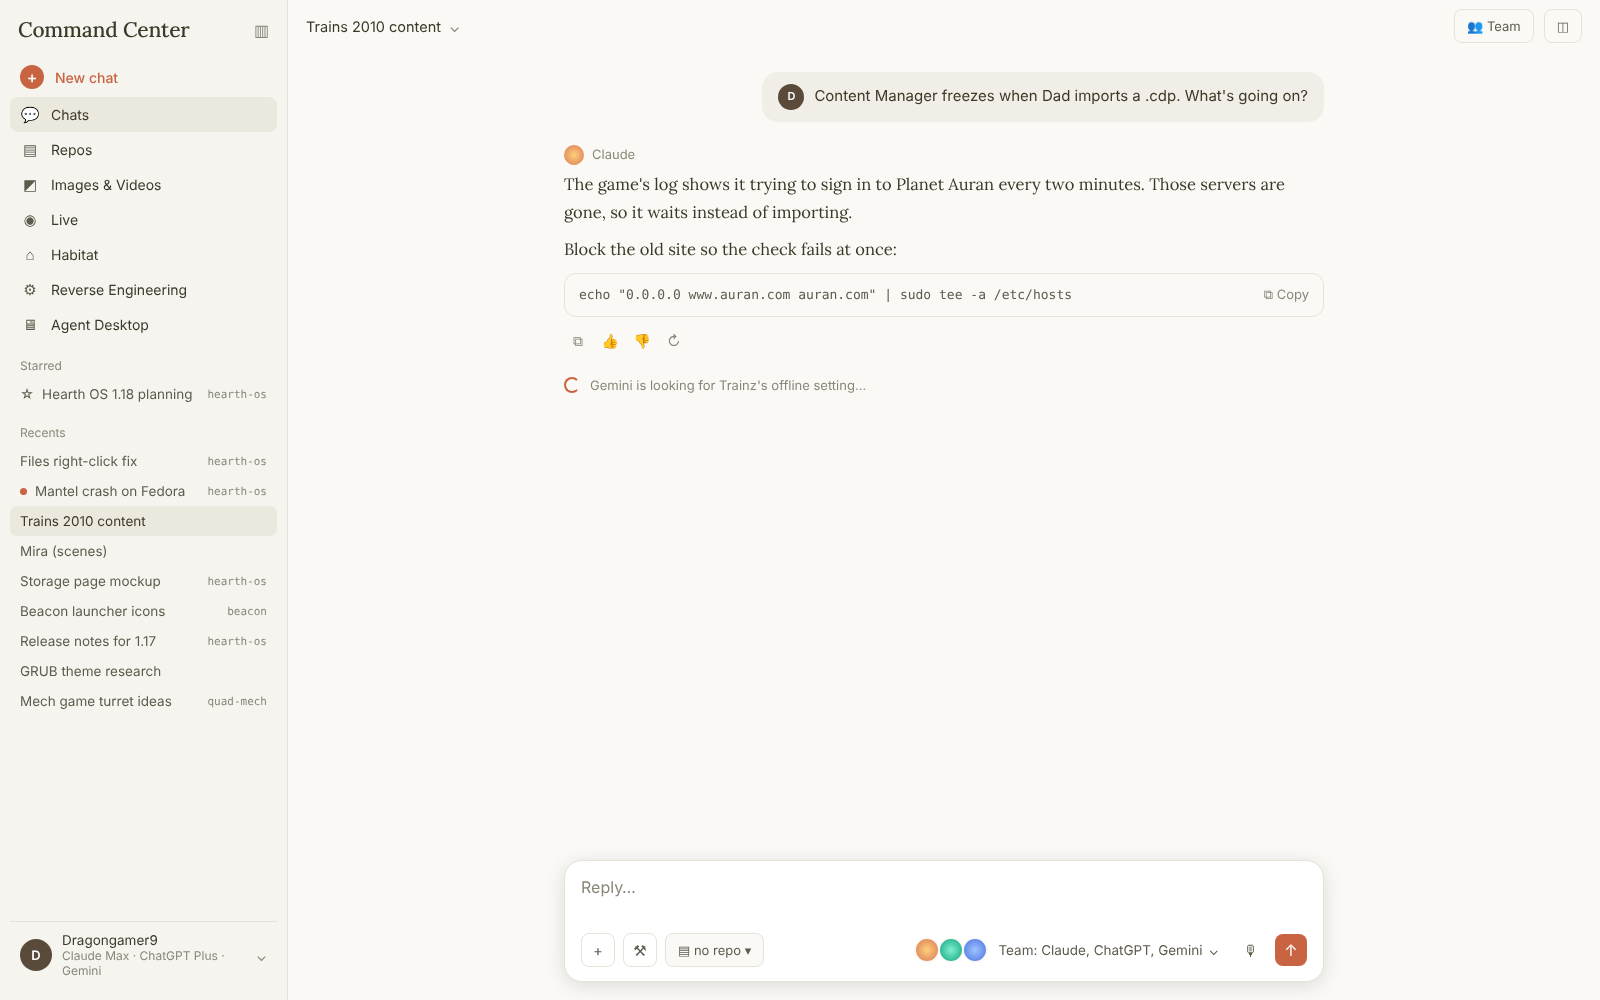 Command Center
New chat
Chats
Repos
Images & Videos
Live
Habitat
Reverse Engineering
Agent Desktop
Starred
Hearth OS 1.18 planning hearth-os
Recents
Files right-click fix hearth-os
Mantel crash on Fedora hearth-os
Trains 2010 content
Mira (scenes)
Storage page mockup hearth-os
Beacon launcher icons beacon
Release notes for 1.17 hearth-os
GRUB theme research
Mech game turret ideas quad-mech
D
Dragongamer9
Claude Max · ChatGPT Plus ·
Gemini
Trains 2010 content
Team
D Content Manager freezes when Dad imports a .cdp. What's going on?
Claude
The game's log shows it trying to sign in to Planet Auran every two minutes. Those servers are
gone, so it waits instead of importing.
Block the old site so the check fails at once:
echo "0.0.0.0 www.auran.com auran.com" | sudo tee -a /etc/hosts Copy
Gemini is looking for Trainz's offline setting...
Reply...
+ no repo ▾ Team: Claude, ChatGPT, Gemini